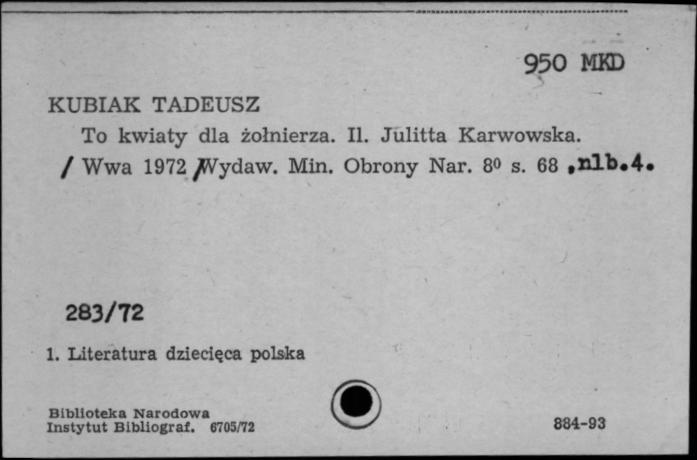 950 MKD
KUBIAK TADEUSZ
To kwiaty dla żołnierza. Il. Julitta Karwowska.
/ Wwa 1972 /Wydaw. Min. Obrony Nar. 8⁰ s. 68 ,nlb.4.
283/72
1. Literatura dziecięca polska
Biblioteka Narodowa
Instytut Bibliograf. 6705/72
884-93